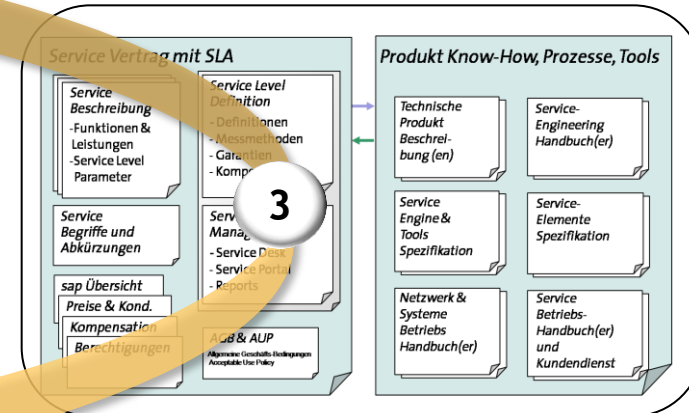 Service Vertrag mit SLA
Service
Beschreibung
-Funktionen &
Leistungen
-Service Level
Parameter
Service Level
Definition
- Definitionen
- Messmethoden
- Garantien
- Kompe
Service
Begriffe und
Abkürzungen
Serv
Manag
- Service Desk
- Service Portal
- Reports
3
sap Übersicht
Preise & Kond.
Kompensation
Berechtigungen
AGB & AUP
Allgemeine Geschäfts-Bedingungen
Acceptable Use Policy
Produkt Know-How, Prozesse, Tools
Technische
Produkt
Beschrei-
bung (en)
Service-
Engineering
Handbuch(er)
Service
Engine &
Tools
Spezifikation
Service-
Elemente
Spezifikation
Netzwerk &
Systeme
Betriebs
Handbuch(er)
Service
Betriebs-
Handbuch(er)
und
Kundendienst